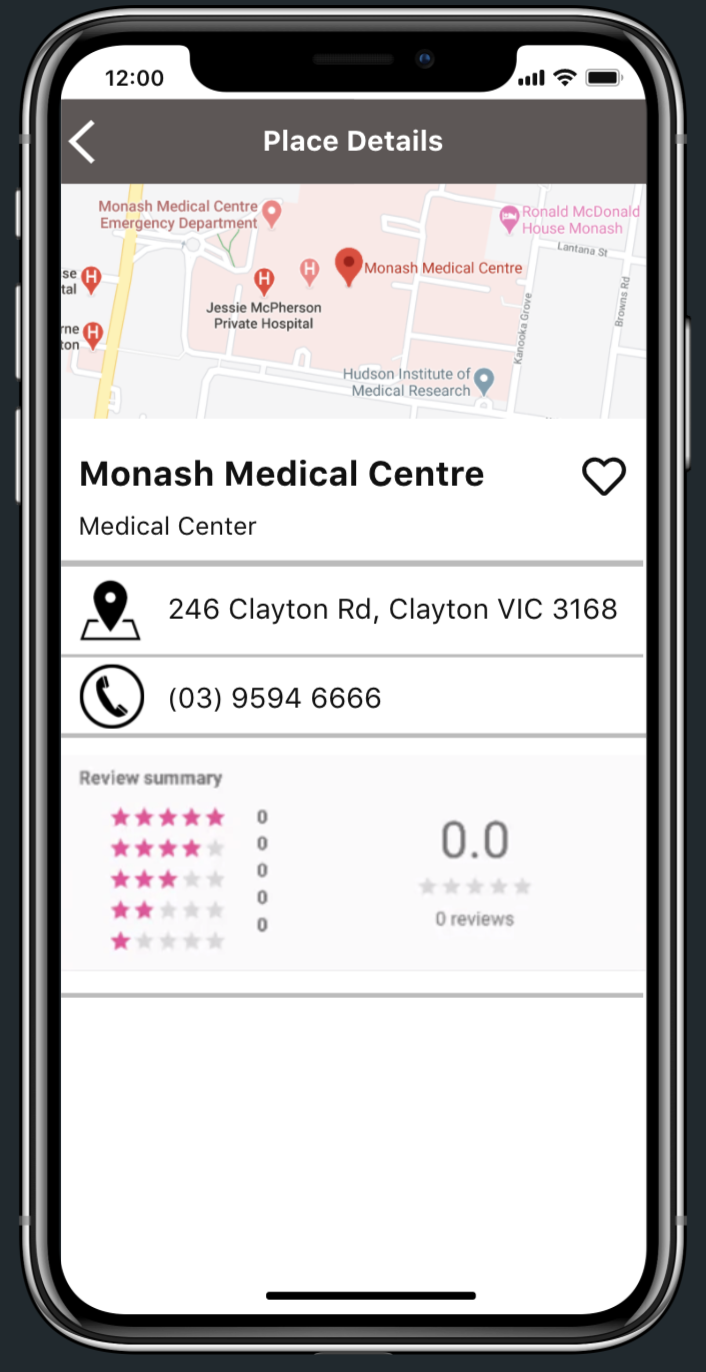 12:00
Place Details
Monash Medical Centre
Emergency Department
Ronald McDonald
House Monash
Lantana St
Monash Medical Centre
se
tal
H
H
H
Jessie McPherson
Private Hospital
Browns Rd
Kanooka Grove
rne
ton
H
Hudson Institute of
Medical Research
Monash Medical Centre
Medical Center
246 Clayton Rd, Clayton VIC 3168
(03) 9594 6666
Review summary
0
0
0
0
0
0.0
0 reviews